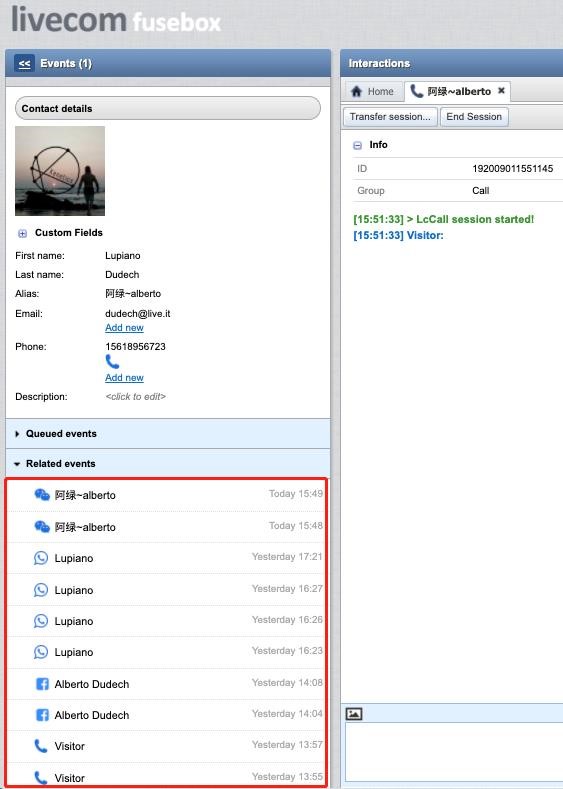 livecom fusebox
<< Events (1)
Contact details
Custom Fields
First name: Lupiano
Last name: Dudech
Alias: 阿绿~alberto
Email: dudech@live.it
Add new
Phone: 15618956723
Add new
Description: <click to edit>
Queued events
Related events
阿绿~alberto Today 15:49
阿绿~alberto Today 15:48
Lupiano Yesterday 17:21
Lupiano Yesterday 16:27
Lupiano Yesterday 16:26
Lupiano Yesterday 16:23
Alberto Dudech Yesterday 14:08
Alberto Dudech Yesterday 14:04
Visitor Yesterday 13:57
Visitor Yesterday 13:55
Interactions
Home 阿绿~alberto
Transfer session... End Session
Info
ID 192009011551145
Group Call
[15:51:33] > LcCall session started!
[15:51:33] Visitor: